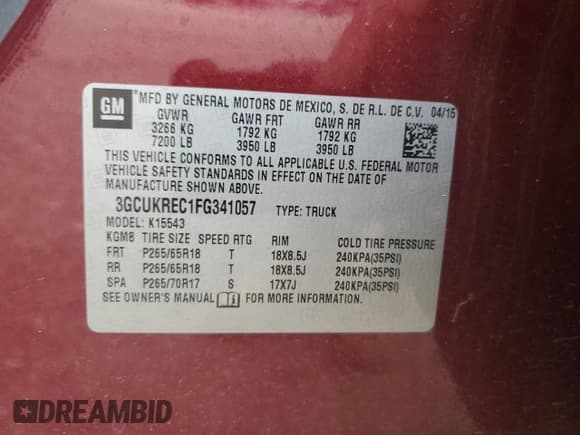 GM
*MFD BY GENERAL MOTORS DE MEXICO, S. DE R.L. DE C.V. 04/15
GVWR GAWR FRT GAWR RR
3266 KG 1792 KG 1792 KG
7200 LB 3950 LB 3950 LB
THIS VEHICLE CONFORMS TO ALL APPLICABLE U.S. FEDERAL MOTOR
VEHICLE SAFETY STANDARDS IN EFFECT ON THE DATE OF
MANUFACTURE SHOWN ABOVE.
3GCUKREC1FG341057 TYPE: TRUCK
MODEL: K15543
KGMB TIRE SIZE SPEED RTG RIM COLD TIRE PRESSURE
FRT P265/65R18 T 18X8.5J 240KPA(35PSI)
RR P265/65R18 T 18X8.5J 240KPA(35PSI)
SPA P265/70R17 S 17X7J 240KPA(35PSI)
SEE OWNER'S MANUAL FOR MORE INFORMATION.
DREAMBID